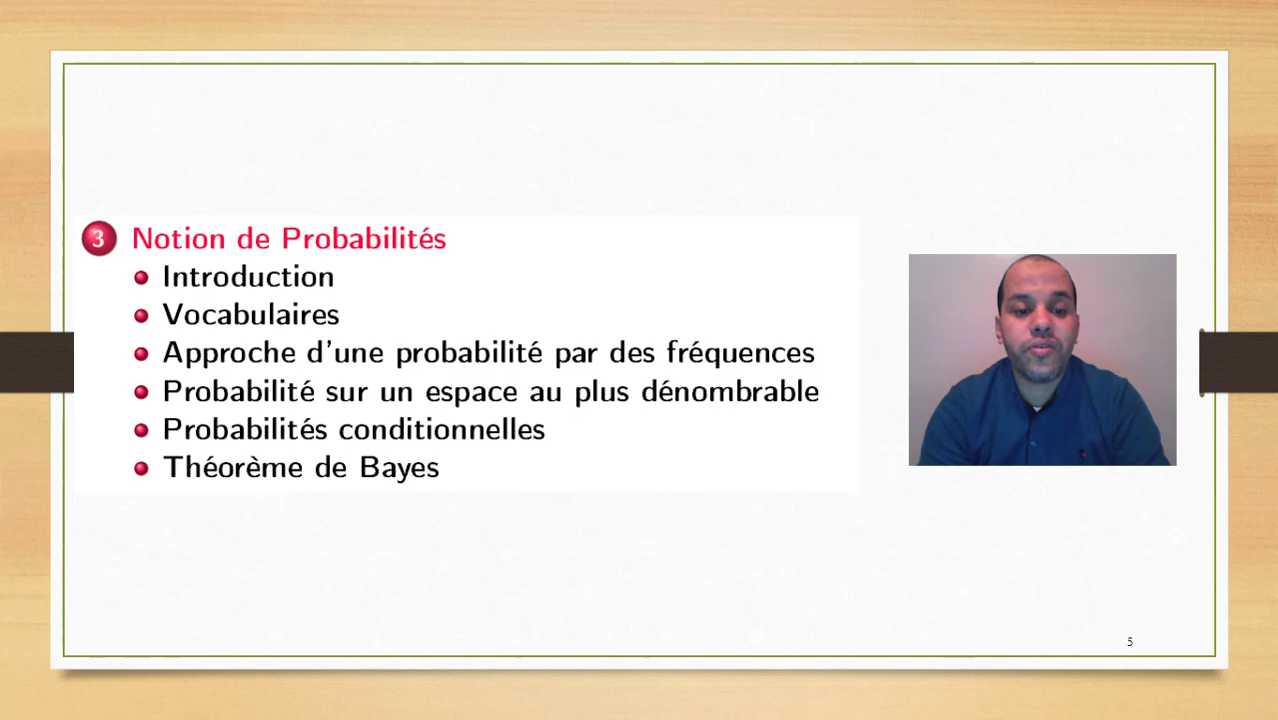 3 Notion de Probabilités
Introduction
Vocabulaires
Approche d'une probabilité par des fréquences
Probabilité sur un espace au plus dénombrable
Probabilités conditionnelles
Théorème de Bayes
5